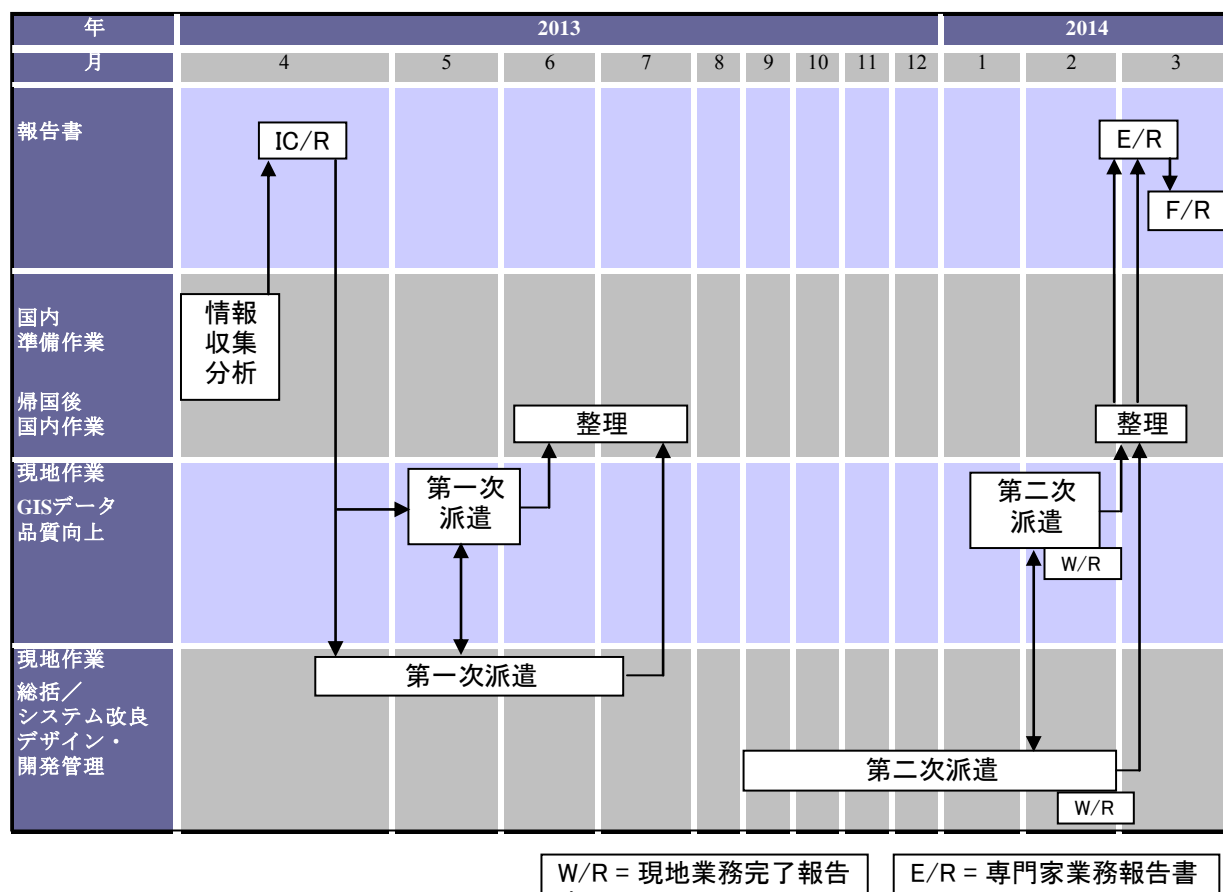 年 2013 2014
月 4 5 6 7 8 9 10 11 12 1 2 3
報告書
IC/R
E/R
F/R
国内
準備作業
情報
収集
分析
帰国後
国内作業
整理
整理
現地作業
GISデータ
品質向上
第一次
派遣
第二次
派遣
W/R
現地作業
総括／
システム改良
デザイン・
開発管理
第一次派遣
第二次派遣
W/R
W/R = 現地業務完了報告
E/R = 専門家業務報告書